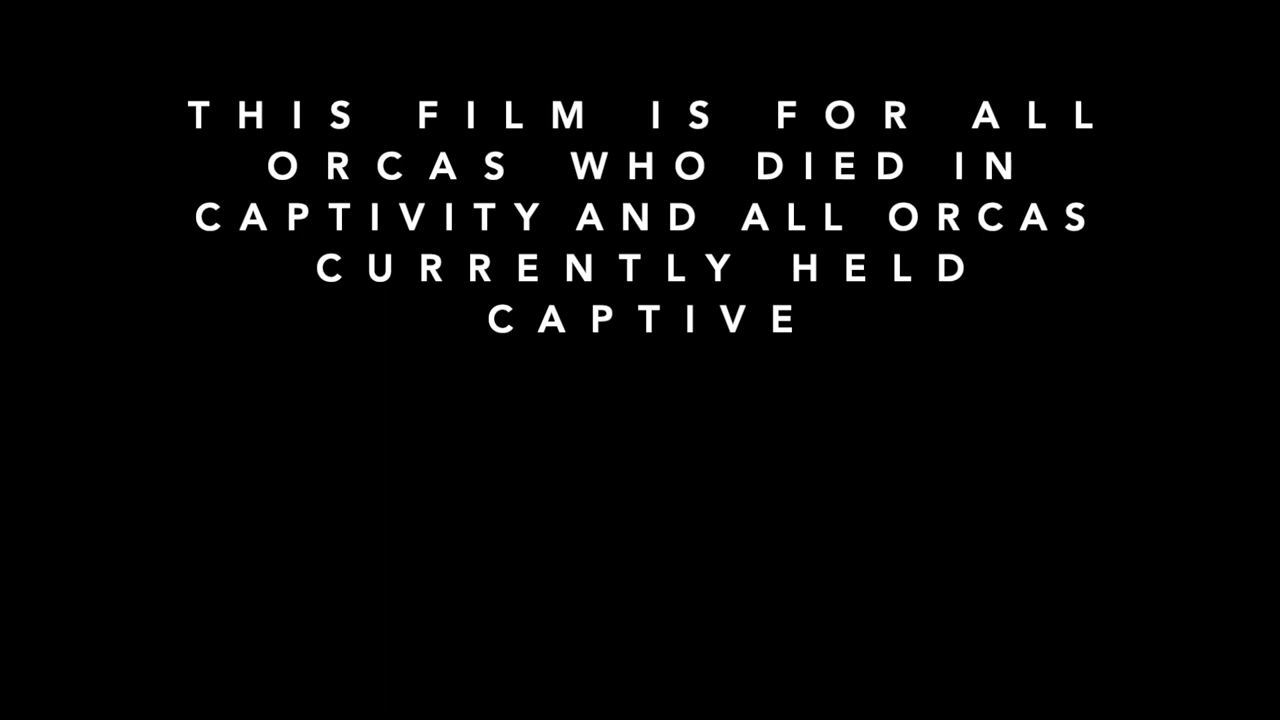 THIS FILM IS FOR ALL
ORCAS WHO DIED IN
CAPTIVITY AND ALL ORCAS
CURRENTLY HELD
CAPTIVE